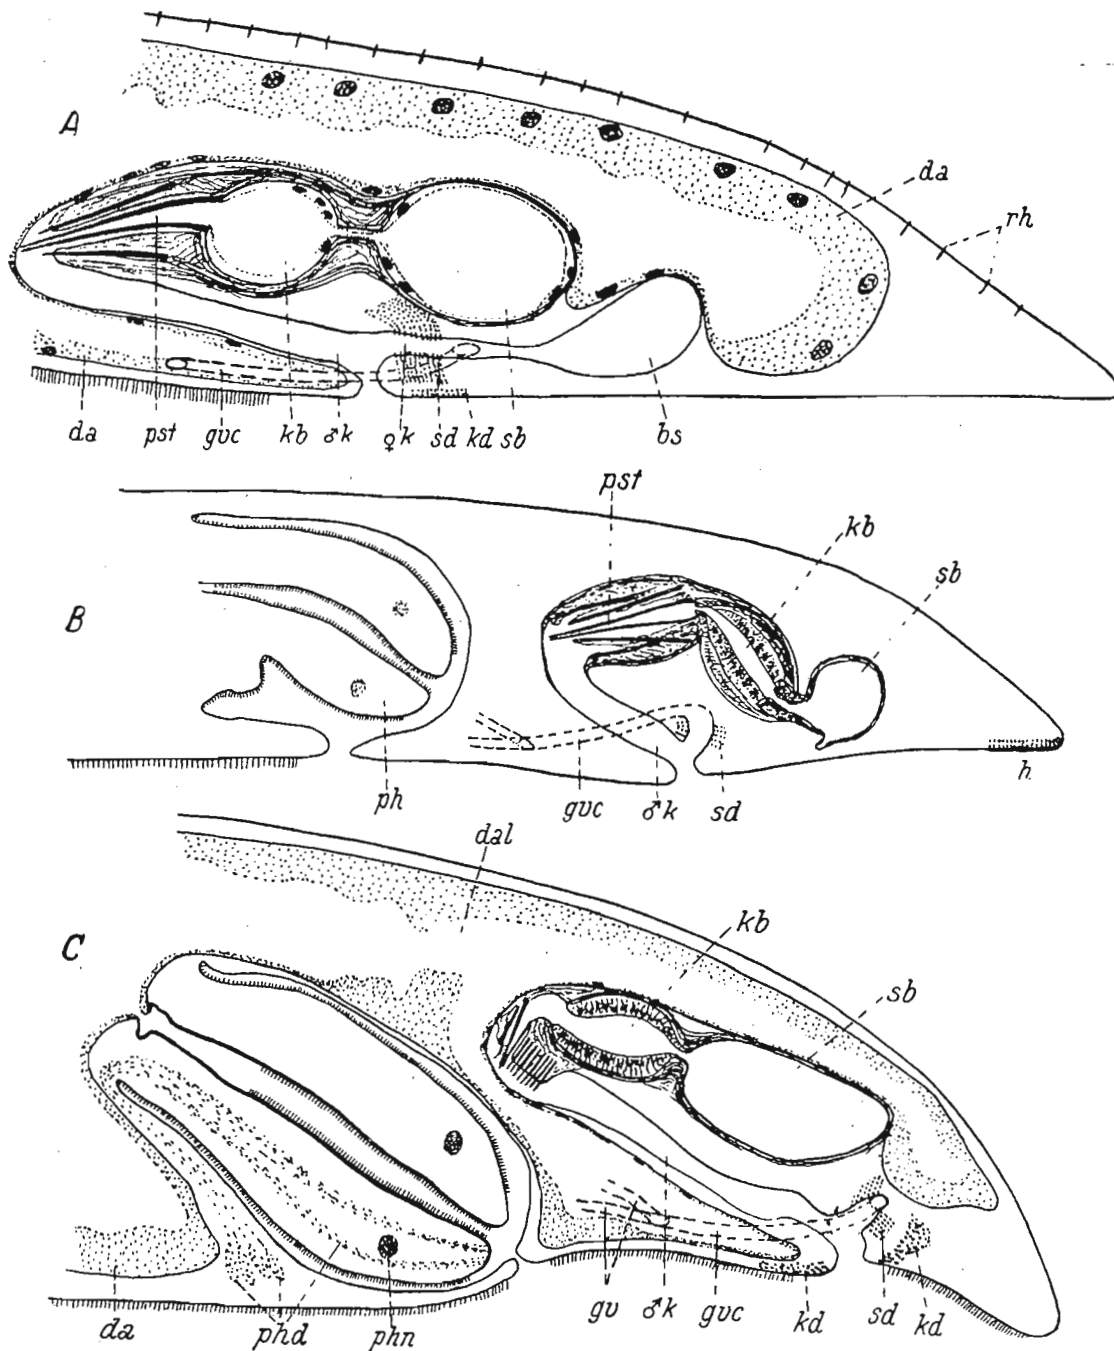 A
da
rh
da pst gvc kb ♂k ♀k sd kd sb bs
pst
kb
sb
B
ph gvc ♂k sd h
dal
kb
C
sb
da phd phn gv ♂k gvc kd sd kd